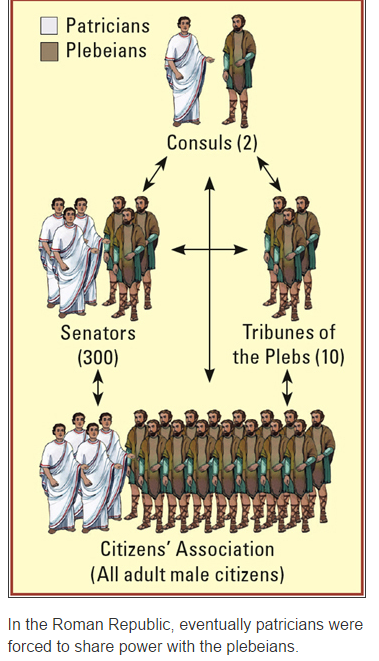 Patricians
Plebeians
Consuls (2)
Senators
(300)
Tribunes of
the Plebs (10)
Citizens' Association
(All adult male citizens)
In the Roman Republic, eventually patricians were
forced to share power with the plebeians.